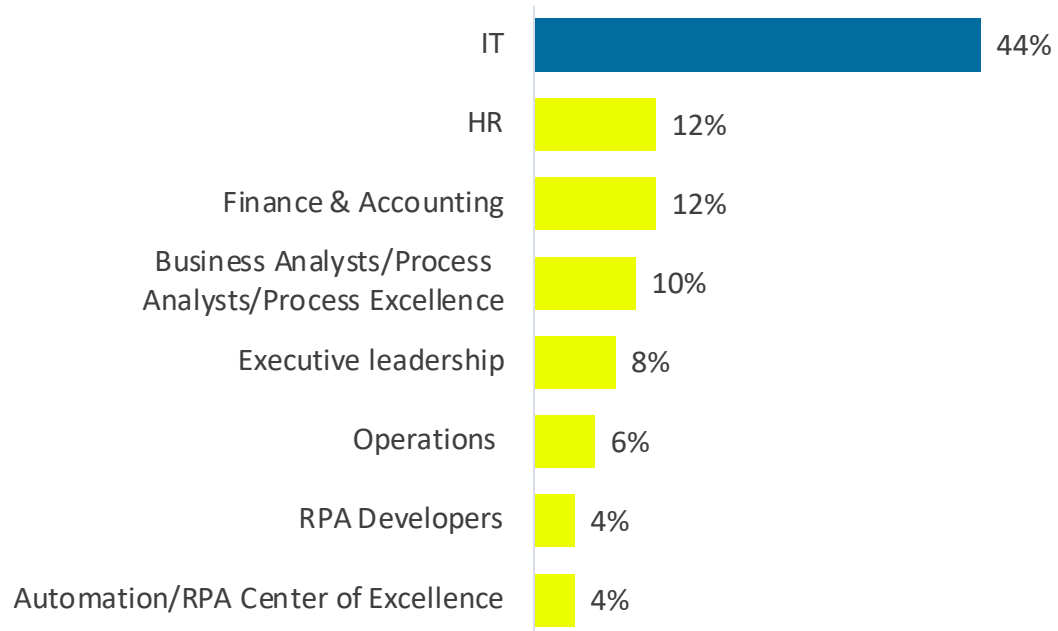 IT 44%
HR 12%
Finance & Accounting 12%
Business Analysts/Process
Analysts/Process Excellence 10%
Executive leadership 8%
Operations 6%
RPA Developers 4%
Automation/RPA Center of Excellence 4%